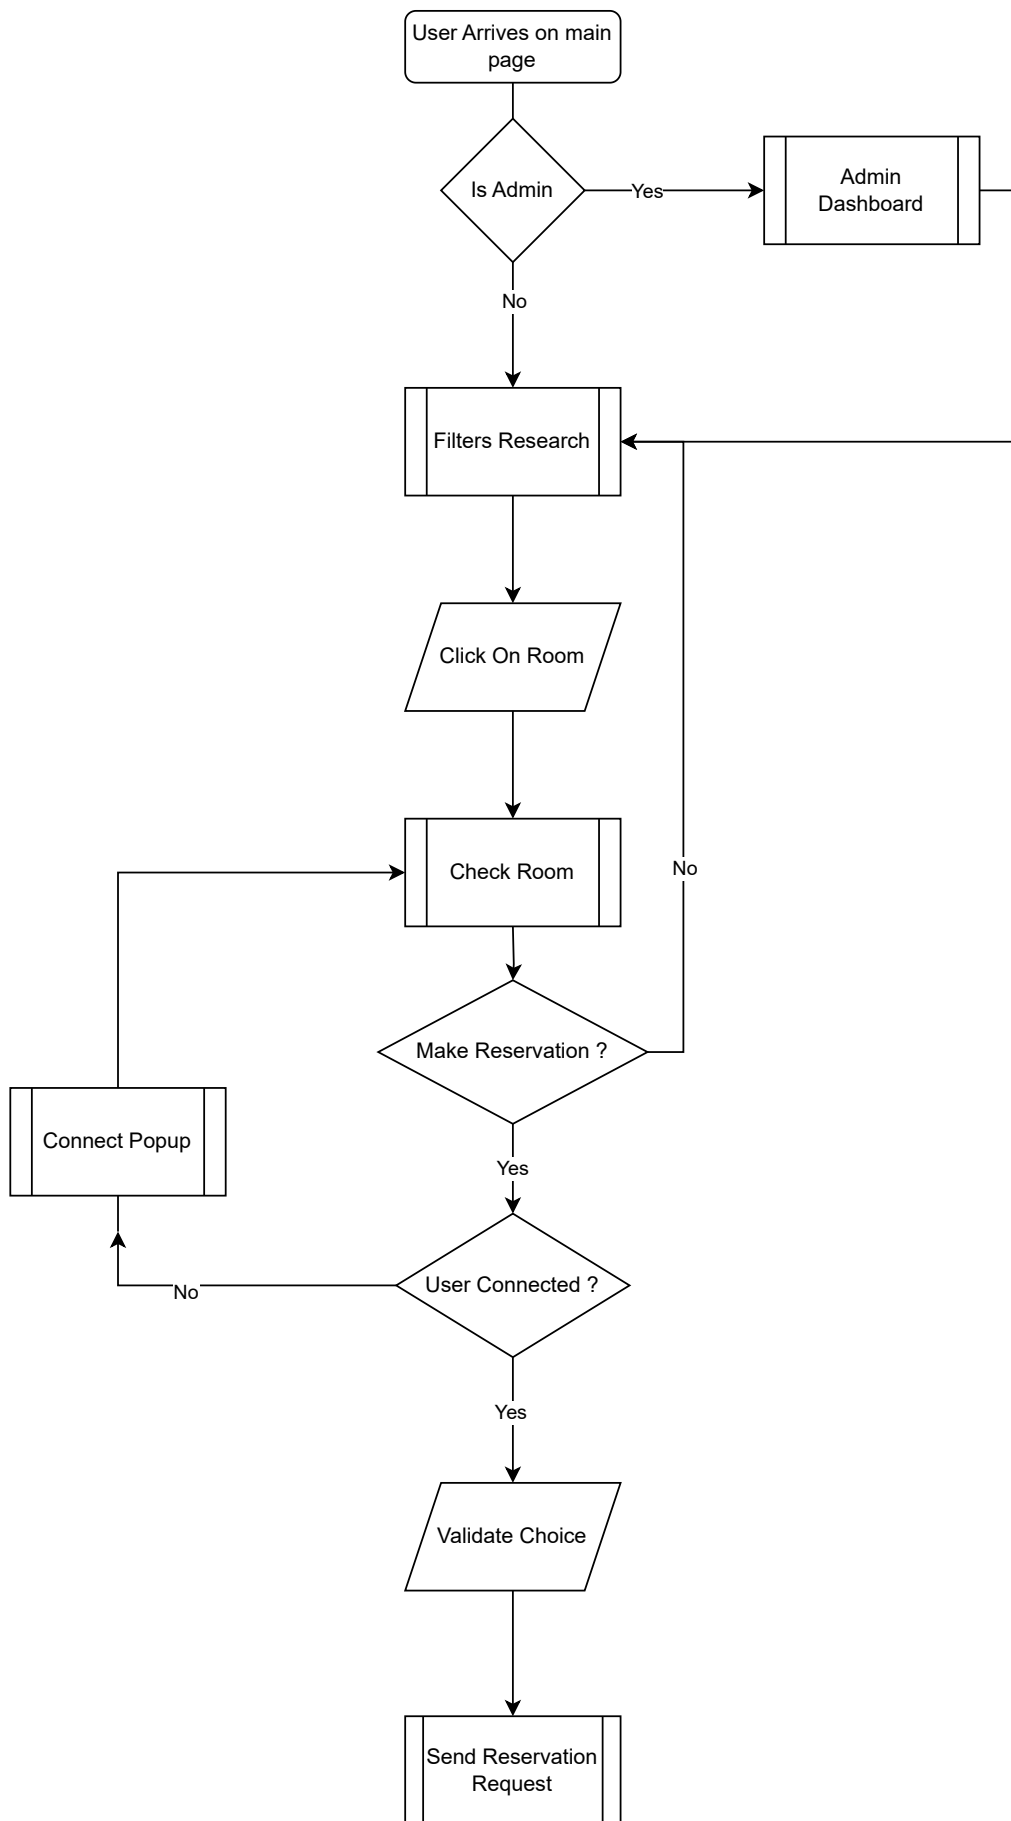 User Arrives on main
page
Is Admin
Yes
Admin
Dashboard
No
Filters Research
Click On Room
Check Room
No
Make Reservation ?
Connect Popup
Yes
User Connected ?
No
Yes
Validate Choice
Send Reservation
Request